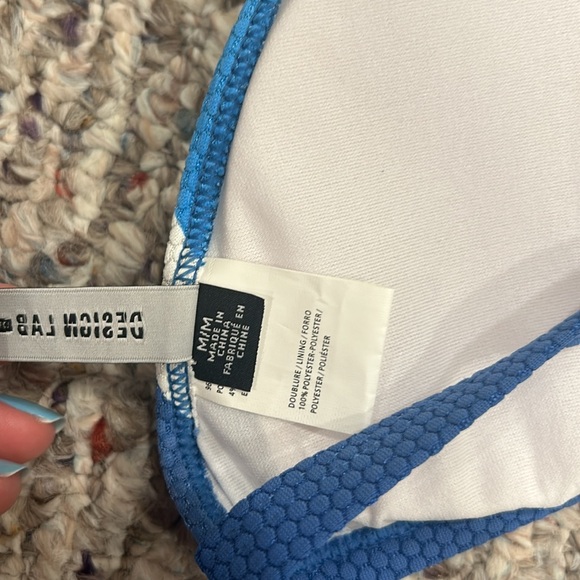 DESIGN LAB
M/M
MADE IN
CHINA
FABRIQUÉ EN
CHINE
DOUBLURE / LINING / FORRO
100% POLYESTER-POLYESTER /
POLYESTER / POLIÉSTER